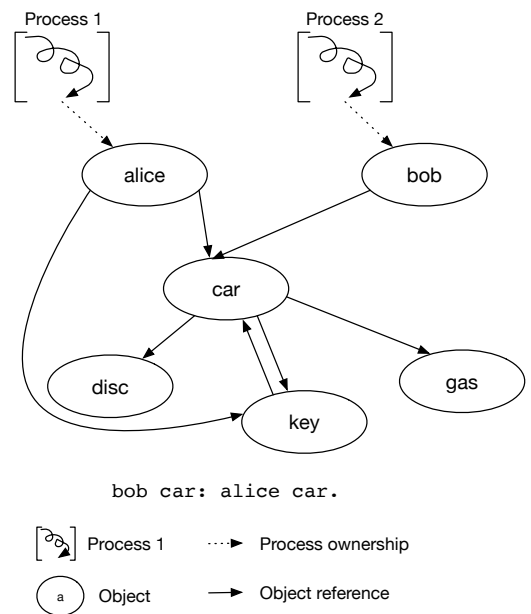 Process 1
Process 2
alice
bob
car
disc
gas
key
bob car: alice car.
Process 1
Process ownership
a
Object
Object reference